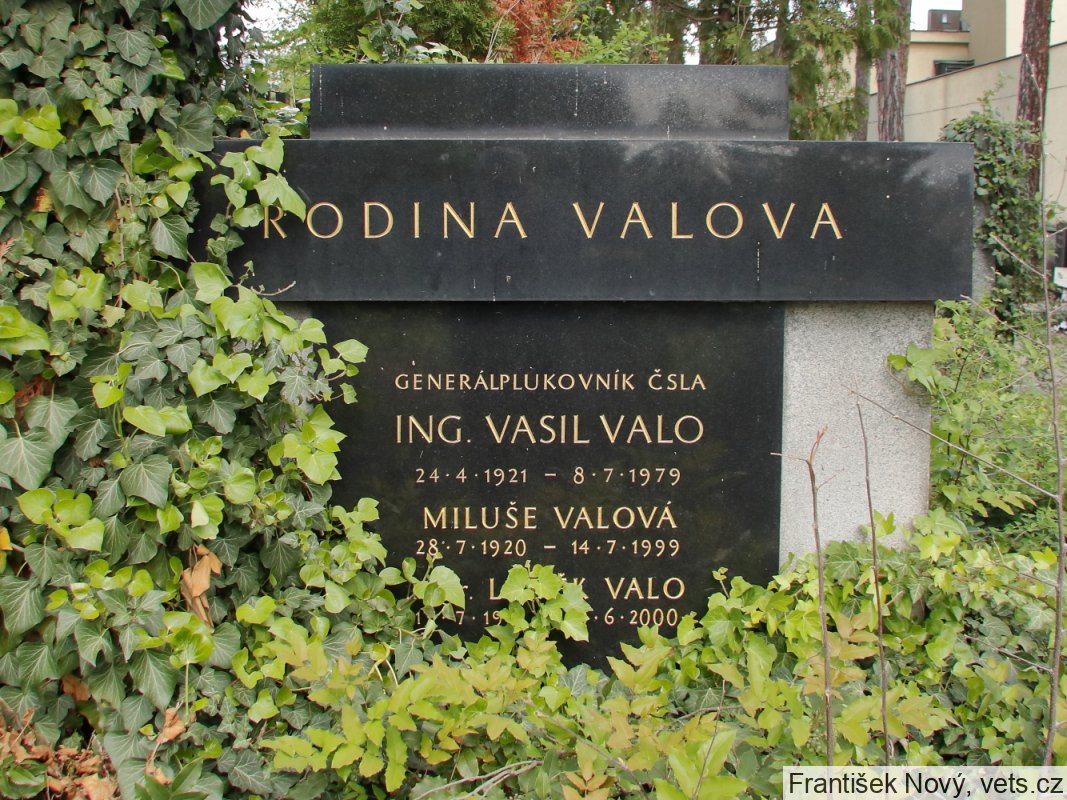 RODINA VALOVA
GENERÁLPLUKOVNÍK ČSLA
ING. VASIL VALO
24·4·1921 – 8·7·1979
MILUŠE VALOVÁ
28·7·1920 – 14·7·1999
VALO
2000
František Nový, vets.cz